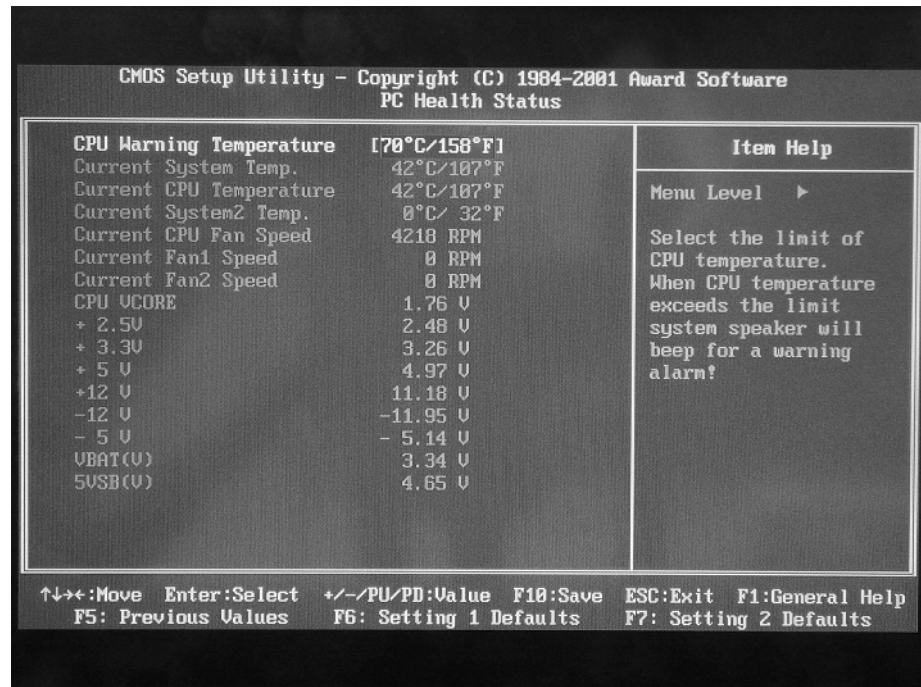 CMOS Setup Utility – Copyright (C) 1984–2001 Award Software
PC Health Status
CPU Warning Temperature [70°C/158°F]
Current System Temp. 42°C/107°F
Current CPU Temperature 42°C/107°F
Current System2 Temp. 0°C/ 32°F
Current CPU Fan Speed 4218 RPM
Current Fan1 Speed 0 RPM
Current Fan2 Speed 0 RPM
CPU VCORE 1.76 V
+ 2.5V 2.48 V
+ 3.3V 3.26 V
+ 5 V 4.97 V
+12 V 11.18 V
−12 V −11.95 V
− 5 V − 5.14 V
VBAT(V) 3.34 V
5VSB(V) 4.65 V
Item Help
Menu Level ▶
Select the limit of
CPU temperature.
When CPU temperature
exceeds the limit
system speaker will
beep for a warning
alarm!
↑↓→←:Move Enter:Select +/-/PU/PD:Value F10:Save ESC:Exit F1:General Help
F5: Previous Values F6: Setting 1 Defaults F7: Setting 2 Defaults